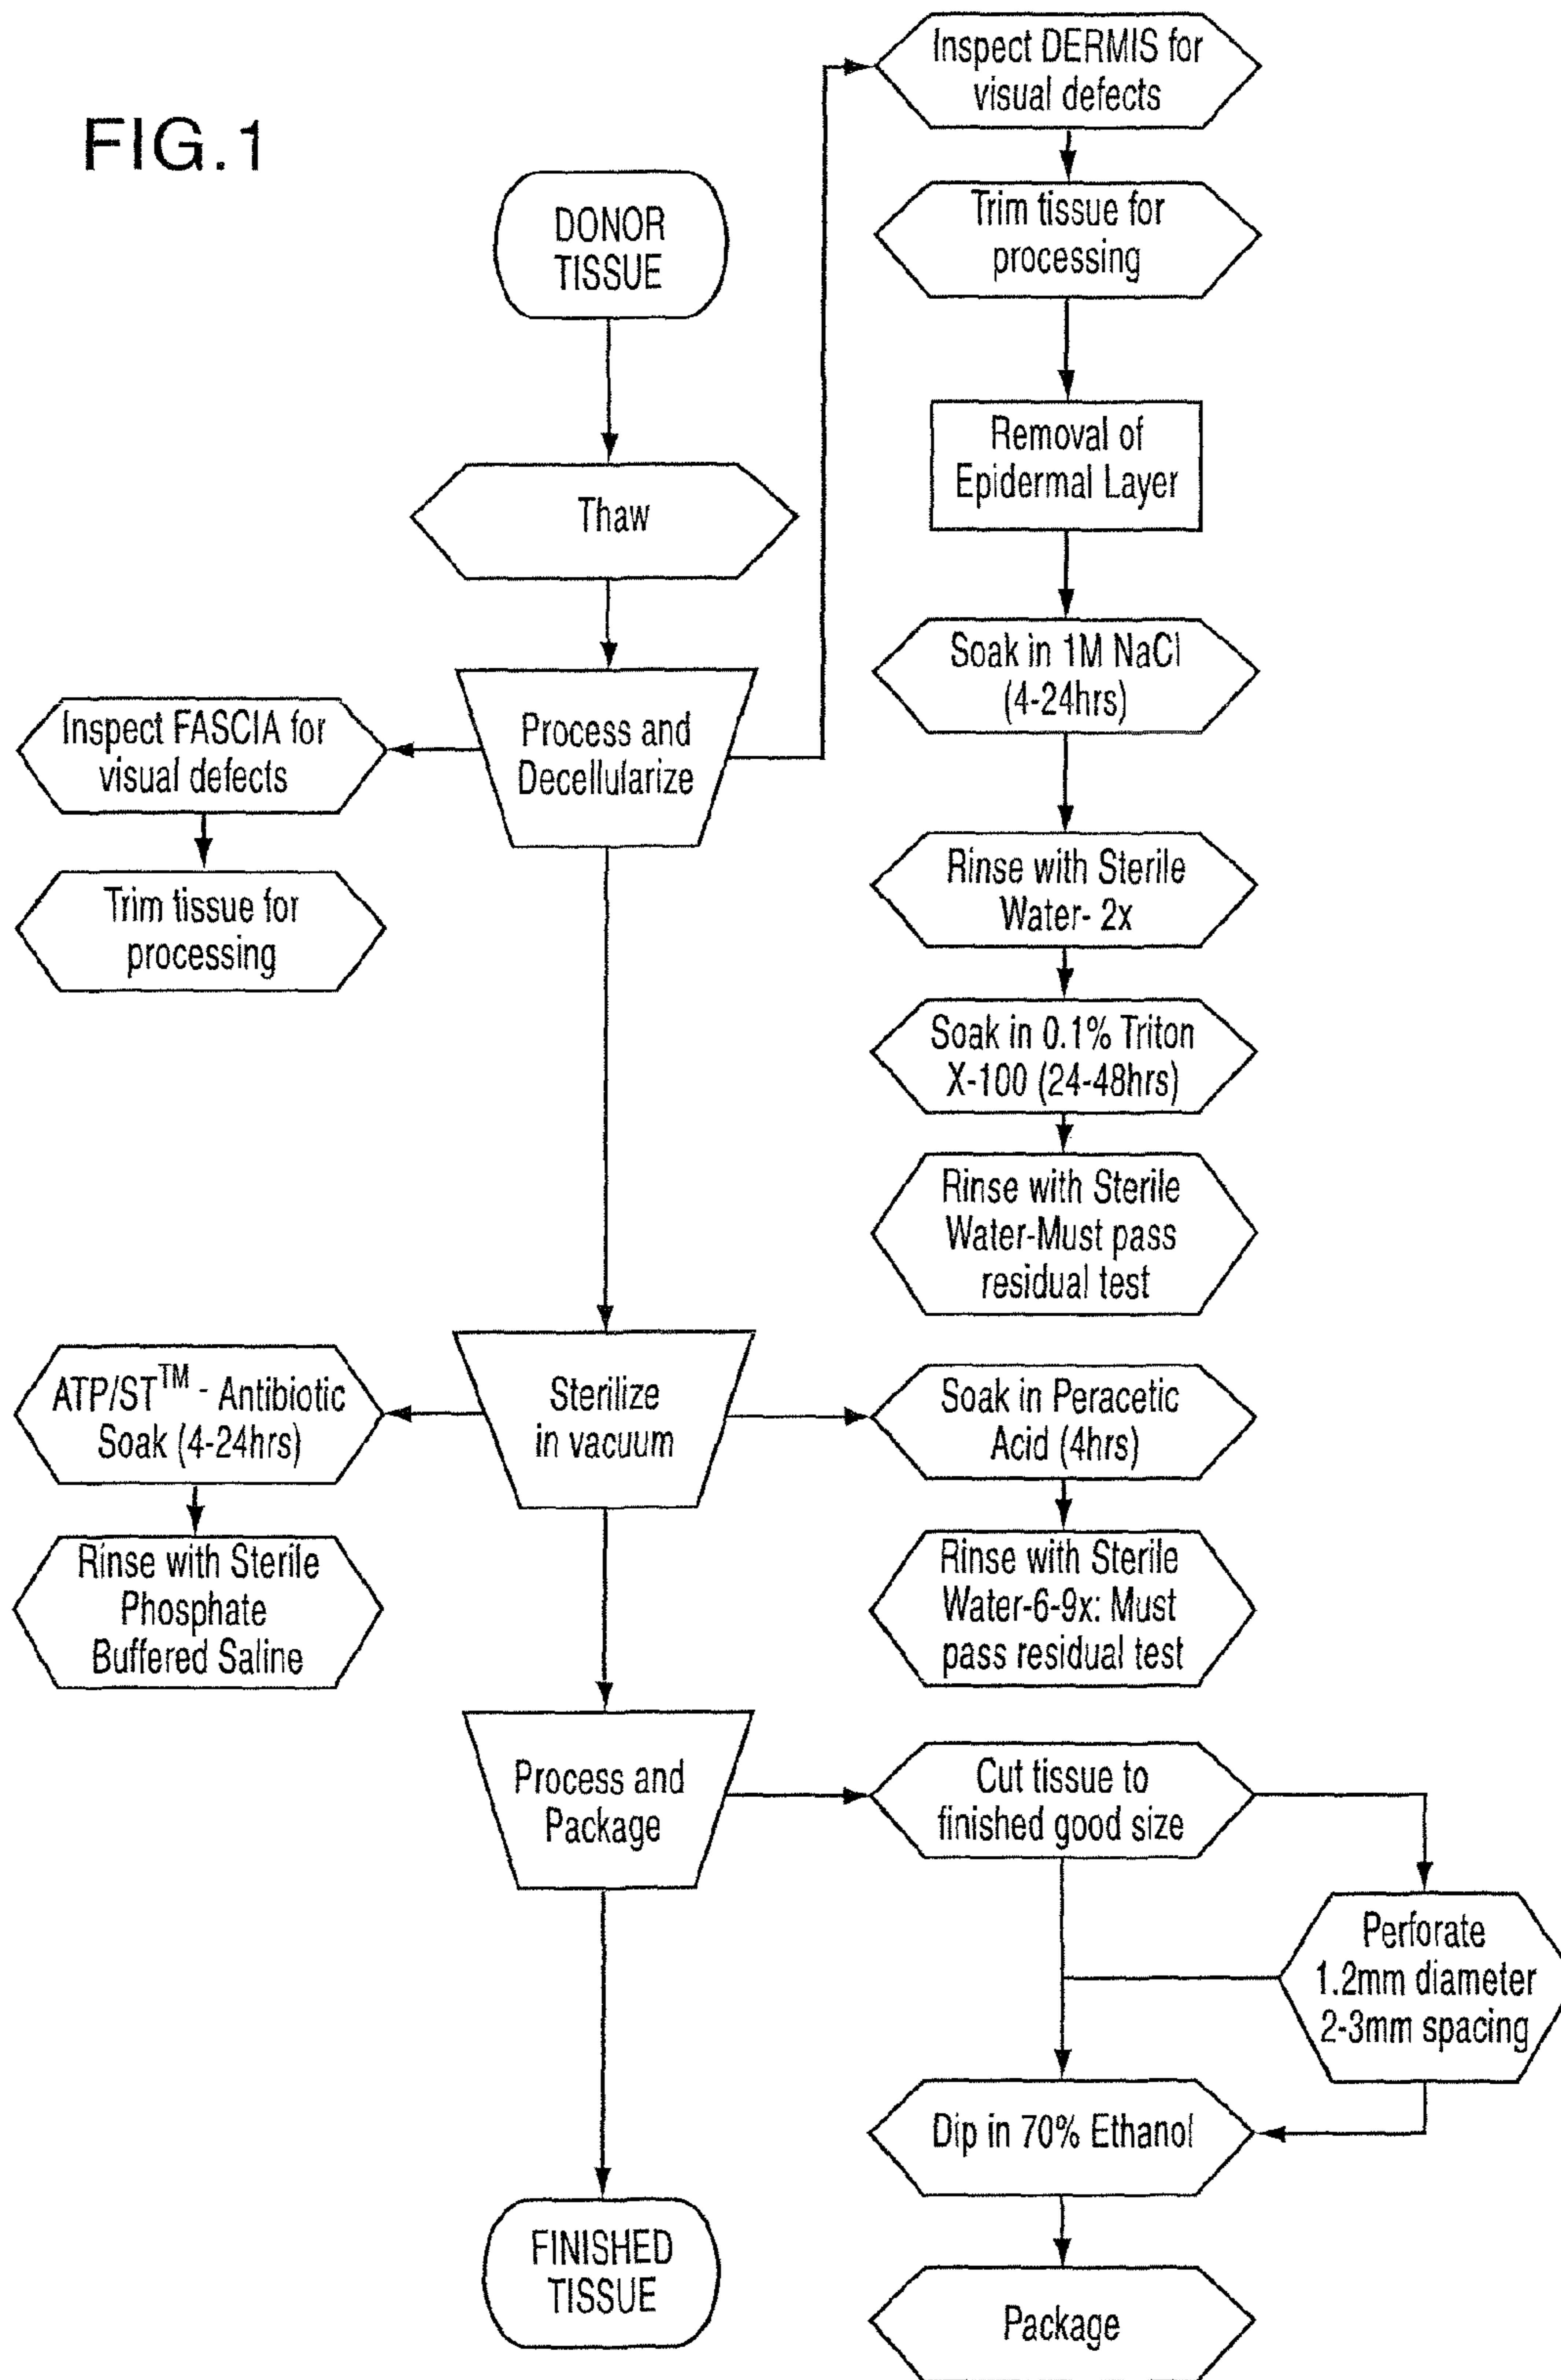 FIG.1
DONOR
TISSUE
Thaw
Process and
Decellularize
Inspect FASCIA for
visual defects
Trim tissue for
processing
Inspect DERMIS for
visual defects
Trim tissue for
processing
Removal of
Epidermal Layer
Soak in 1M NaCl
(4-24hrs)
Rinse with Sterile
Water- 2x
Soak in 0.1% Triton
X-100 (24-48hrs)
Rinse with Sterile
Water-Must pass
residual test
Sterilize
in vacuum
ATP/ST™ - Antibiotic
Soak (4-24hrs)
Rinse with Sterile
Phosphate
Buffered Saline
Soak in Peracetic
Acid (4hrs)
Rinse with Sterile
Water-6-9x: Must
pass residual test
Process and
Package
Cut tissue to
finished good size
Perforate
1.2mm diameter
2-3mm spacing
Dip in 70% Ethanol
Package
FINISHED
TISSUE